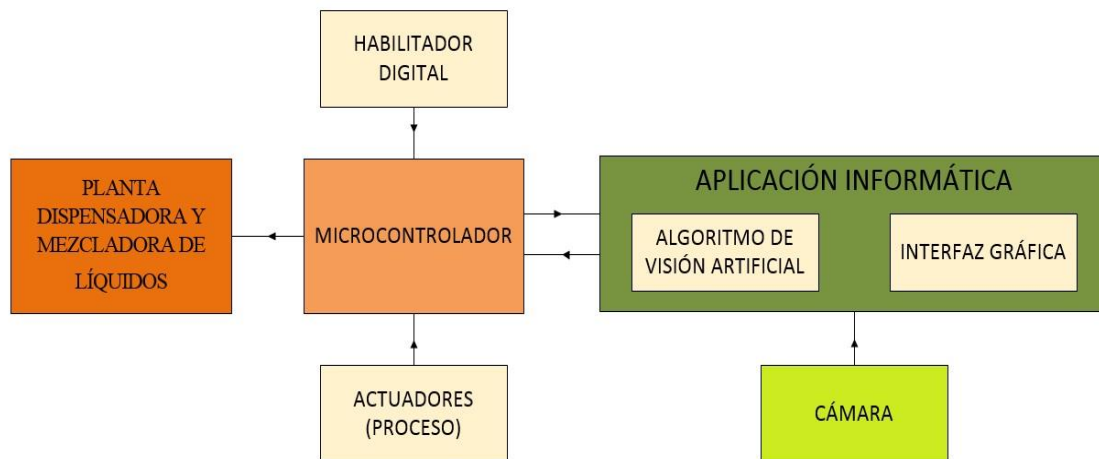 HABILITADOR
DIGITAL
PLANTA
DISPENSADORA Y
MEZCLADORA DE
LÍQUIDOS
MICROCONTROLADOR
APLICACIÓN INFORMÁTICA
ALGORITMO DE
VISIÓN ARTIFICIAL
INTERFAZ GRÁFICA
ACTUADORES
(PROCESO)
CÁMARA